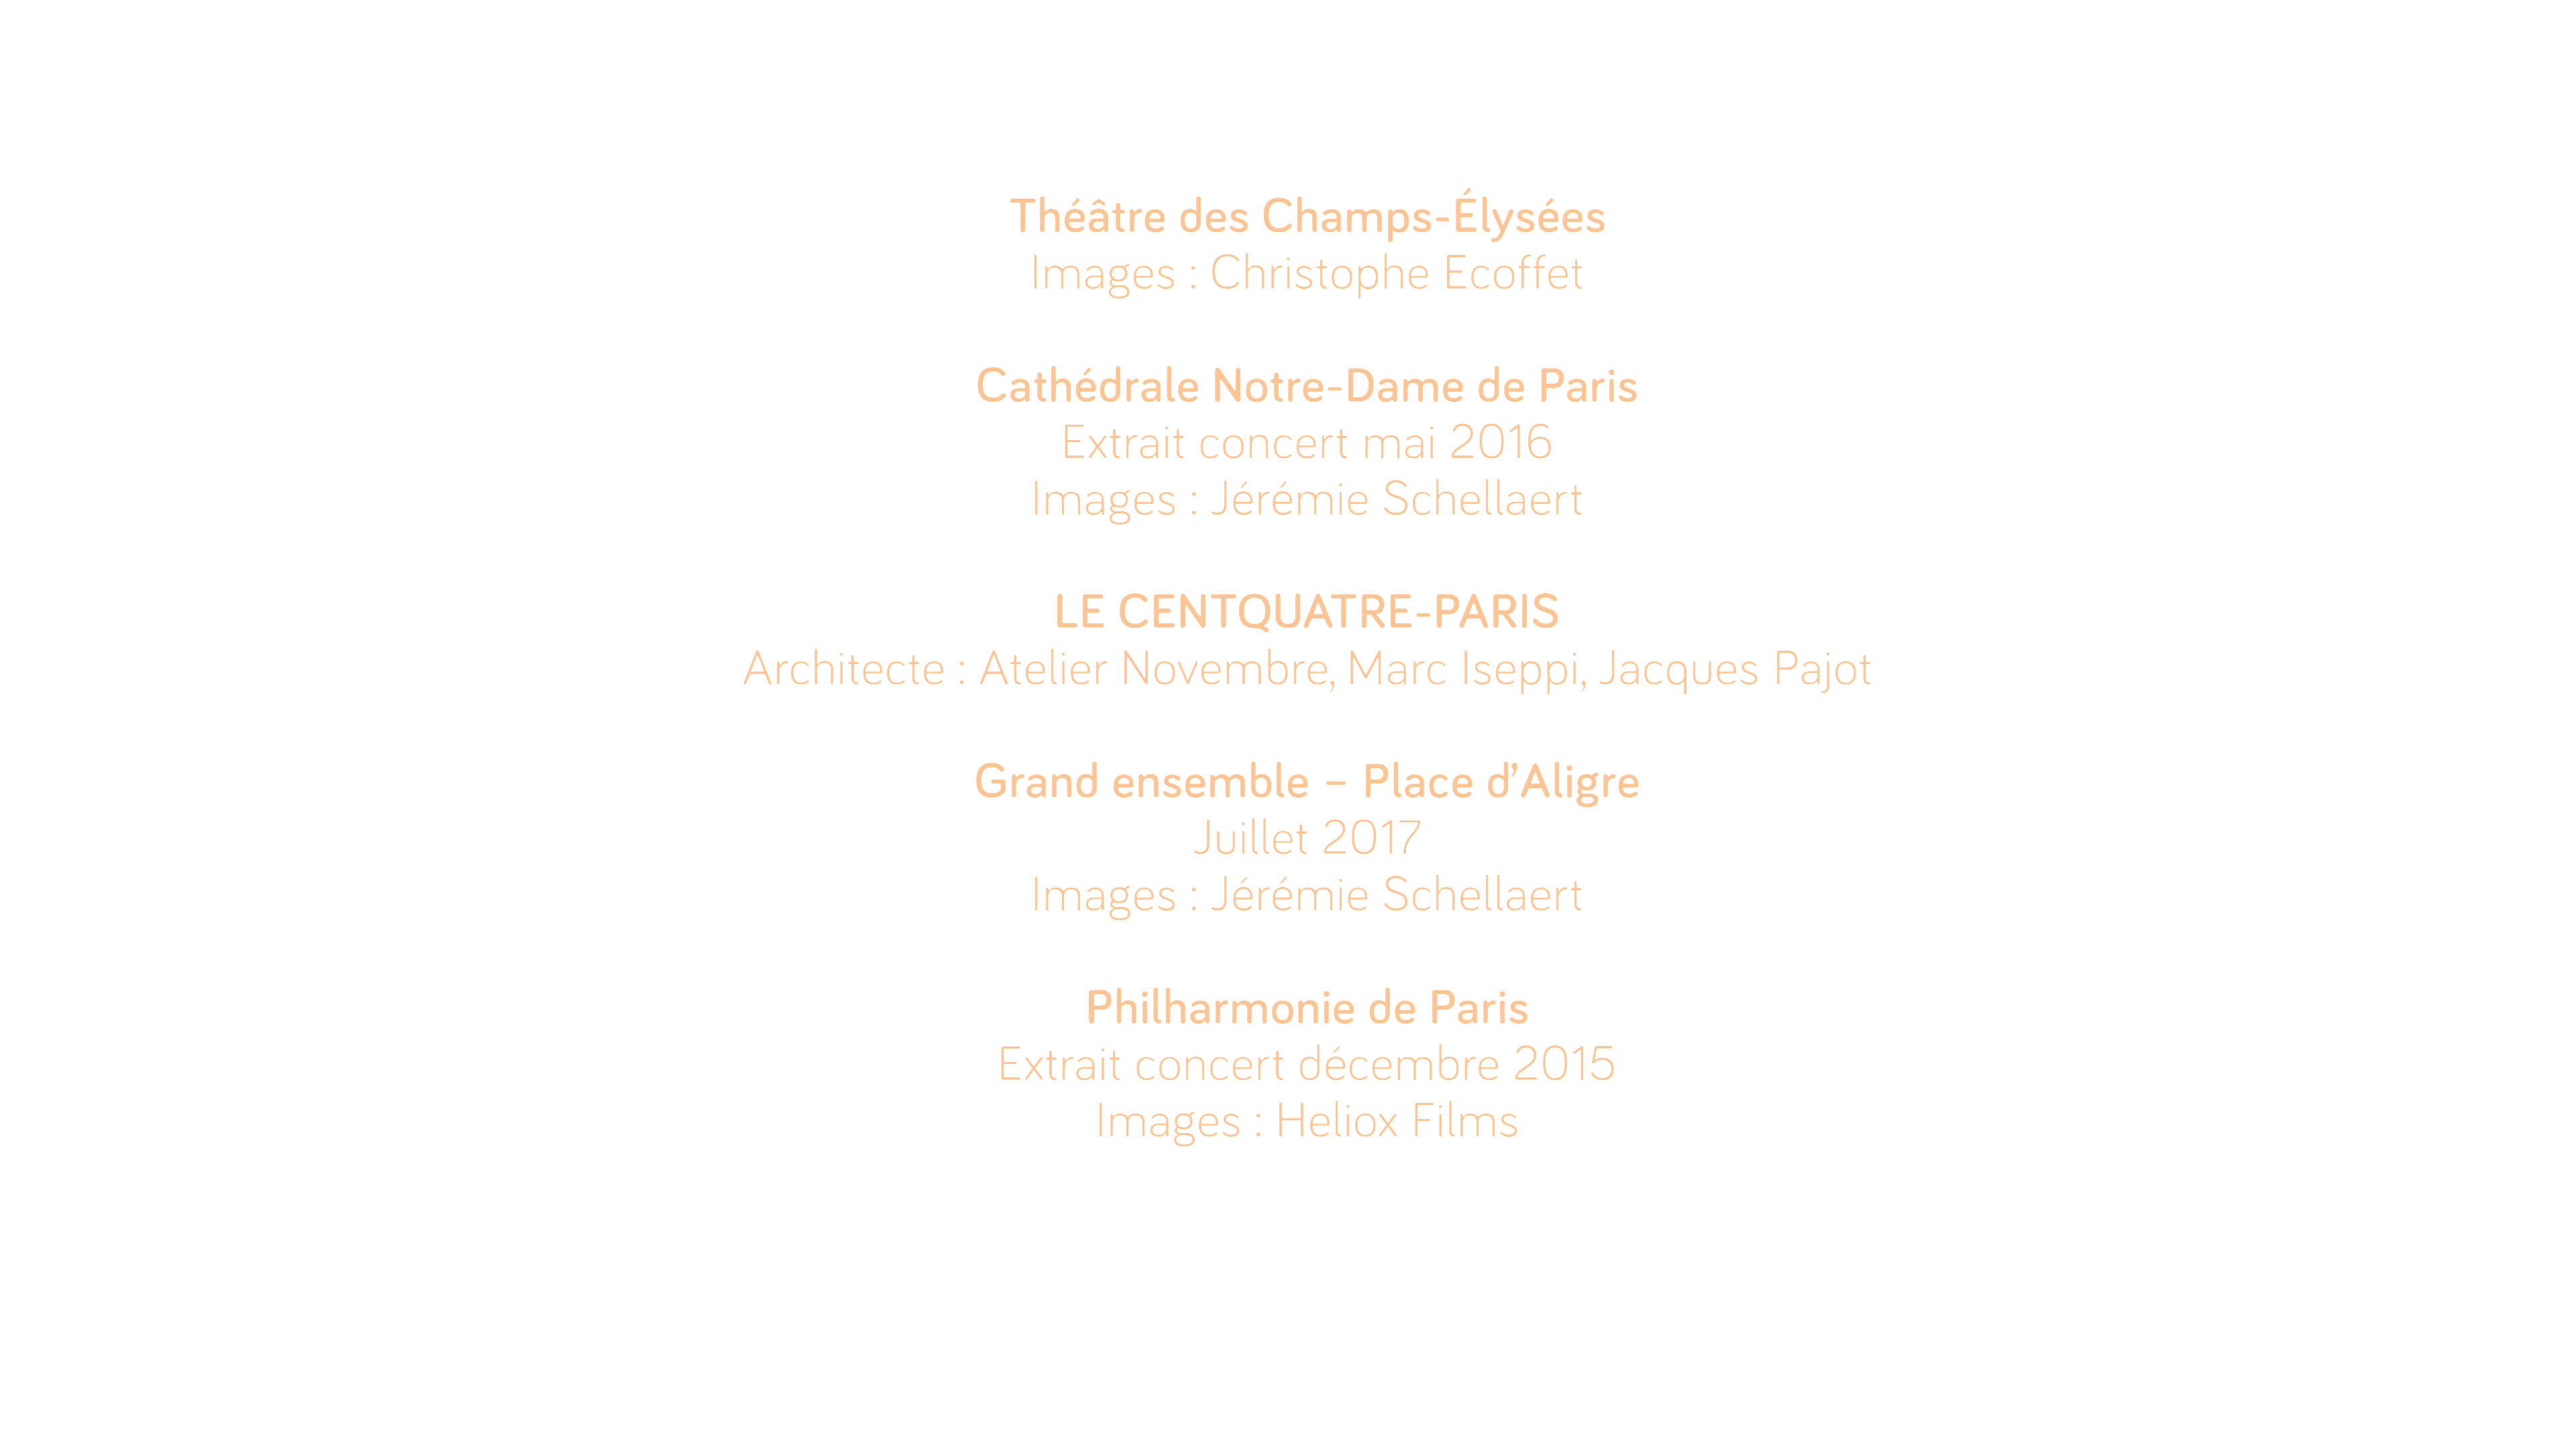 Théâtre des Champs-Élysées
Images : Christophe Ecoffet
Cathédrale Notre-Dame de Paris
Extrait concert mai 2016
Images : Jérémie Schellaert
LE CENTQUATRE-PARIS
Architecte : Atelier Novembre, Marc Iseppi, Jacques Pajot
Grand ensemble – Place d’Aligre
Juillet 2017
Images : Jérémie Schellaert
Philharmonie de Paris
Extrait concert décembre 2015
Images : Heliox Films